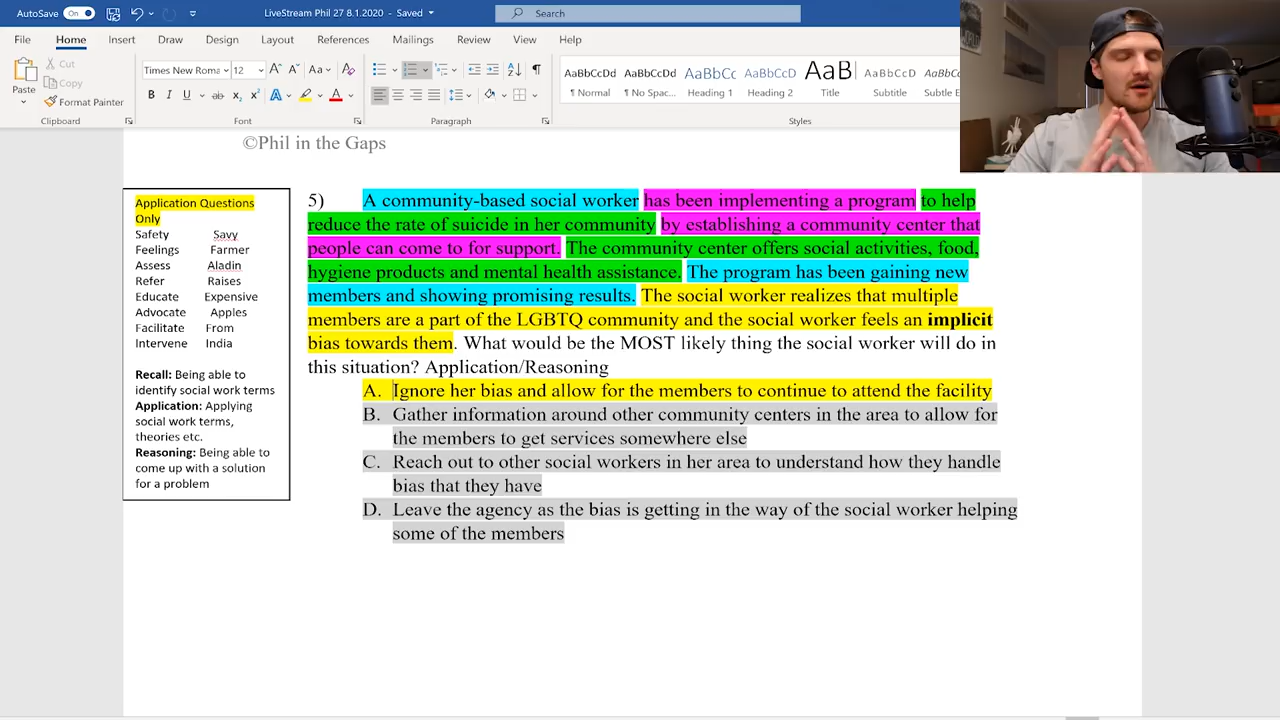 AutoSave On LiveStream Phil 27 8.1.2020 - Saved Search
File Home Insert Draw Design Layout References Mailings Review View Help
Paste Cut Copy Format Painter
Clipboard
Times New Roma 12
Font
Paragraph
AaBbCcDd AaBbCcDd AaBbCc AaBbCcD AaB AaBbCcD AaBbCcD
¶ Normal ¶ No Spac... Heading 1 Heading 2 Title Subtitle Subtle E
Styles
©Phil in the Gaps
Application Questions
Only
Safety Savy
Feelings Farmer
Assess Aladin
Refer Raises
Educate Expensive
Advocate Apples
Facilitate From
Intervene India
Recall: Being able to
identify social work terms
Application: Applying
social work terms,
theories etc.
Reasoning: Being able to
come up with a solution
for a problem
5) A community-based social worker has been implementing a program to help
reduce the rate of suicide in her community by establishing a community center that
people can come to for support. The community center offers social activities, food,
hygiene products and mental health assistance. The program has been gaining new
members and showing promising results. The social worker realizes that multiple
members are a part of the LGBTQ community and the social worker feels an implicit
bias towards them. What would be the MOST likely thing the social worker will do in
this situation? Application/Reasoning
A. Ignore her bias and allow for the members to continue to attend the facility
B. Gather information around other community centers in the area to allow for
the members to get services somewhere else
C. Reach out to other social workers in her area to understand how they handle
bias that they have
D. Leave the agency as the bias is getting in the way of the social worker helping
some of the members